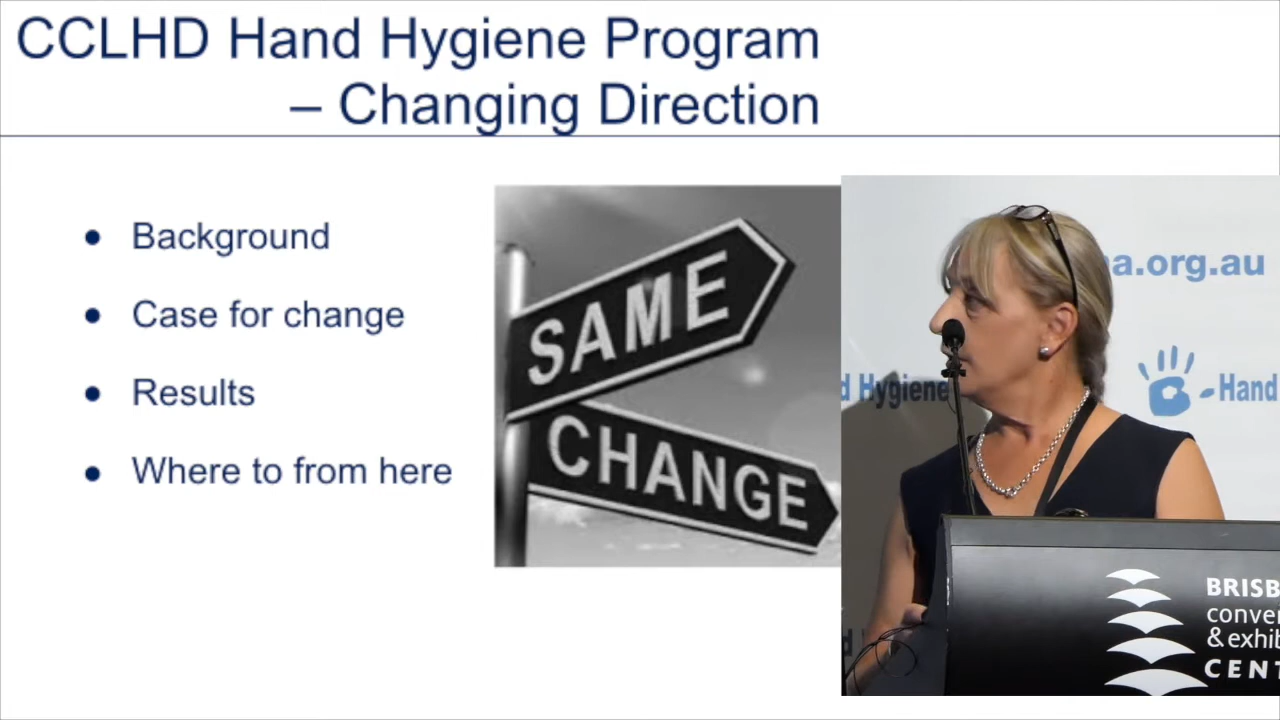 CCLHD Hand Hygiene Program
– Changing Direction
Background
Case for change
Results
Where to from here
SAME
CHANGE
a.org.au
d Hygiene
-Hand
BRISB
conve
& exhib
CENT